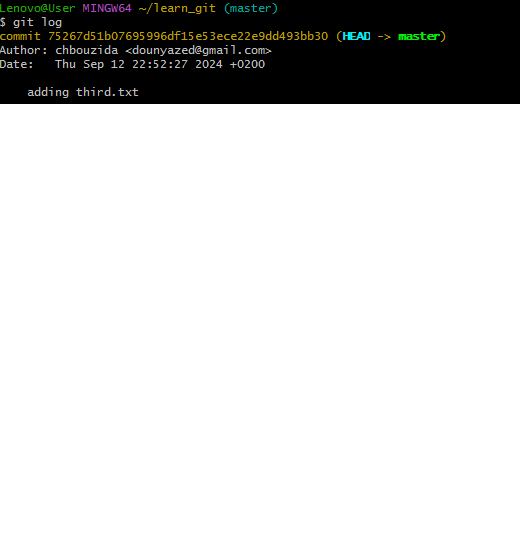 Lenovo@User MINGW64 ~/learn_git (master)
$ git log
commit 75267d51b07695996df15e53ece22e9dd493bb30 (HEAD -> master)
Author: chbouzida <dounyazed@gmail.com>
Date:   Thu Sep 12 22:52:27 2024 +0200
    adding third.txt